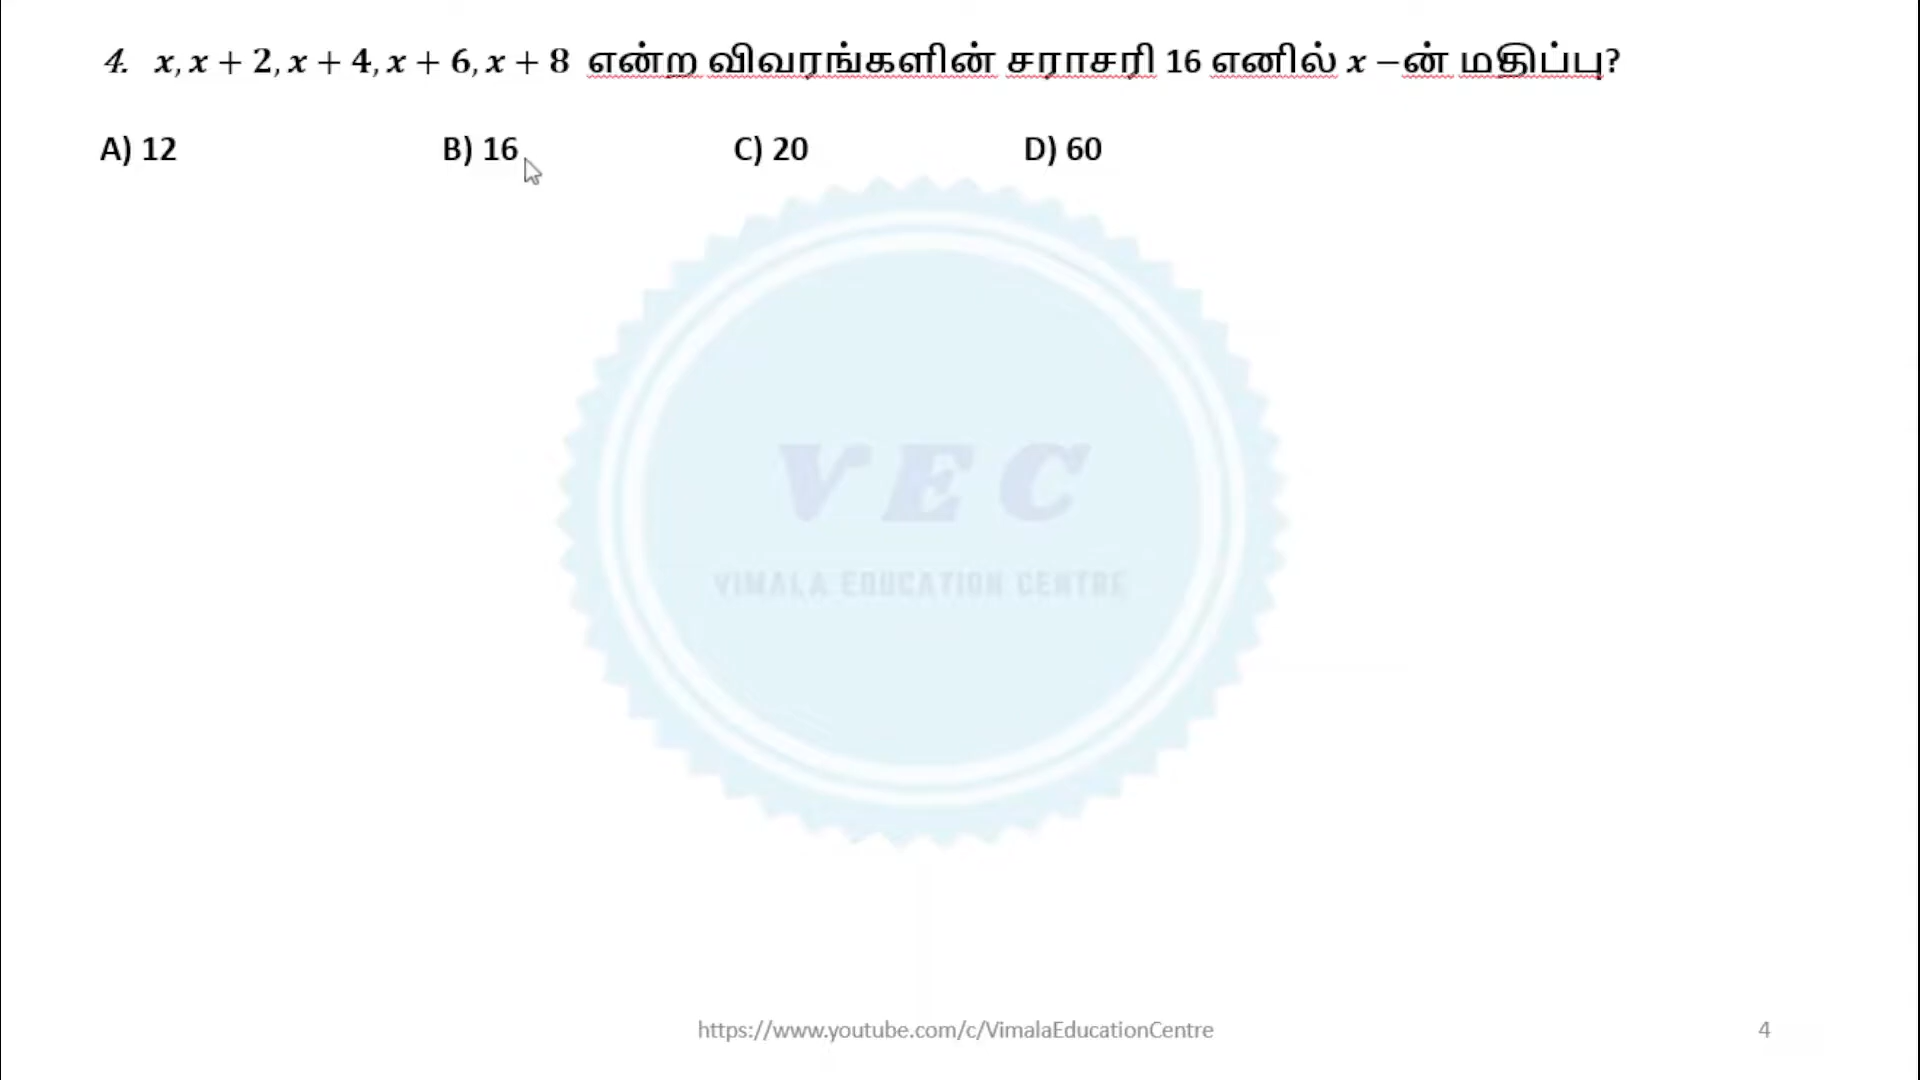 4. x, x + 2, x + 4, x + 6, x + 8 என்ற விவரங்களின் சராசரி 16 எனில் x −ன் மதிப்பு?
A) 12 B) 16 C) 20 D) 60
VEC
VIMALA EDUCATION CENTRE
https://www.youtube.com/c/VimalaEducationCentre 4